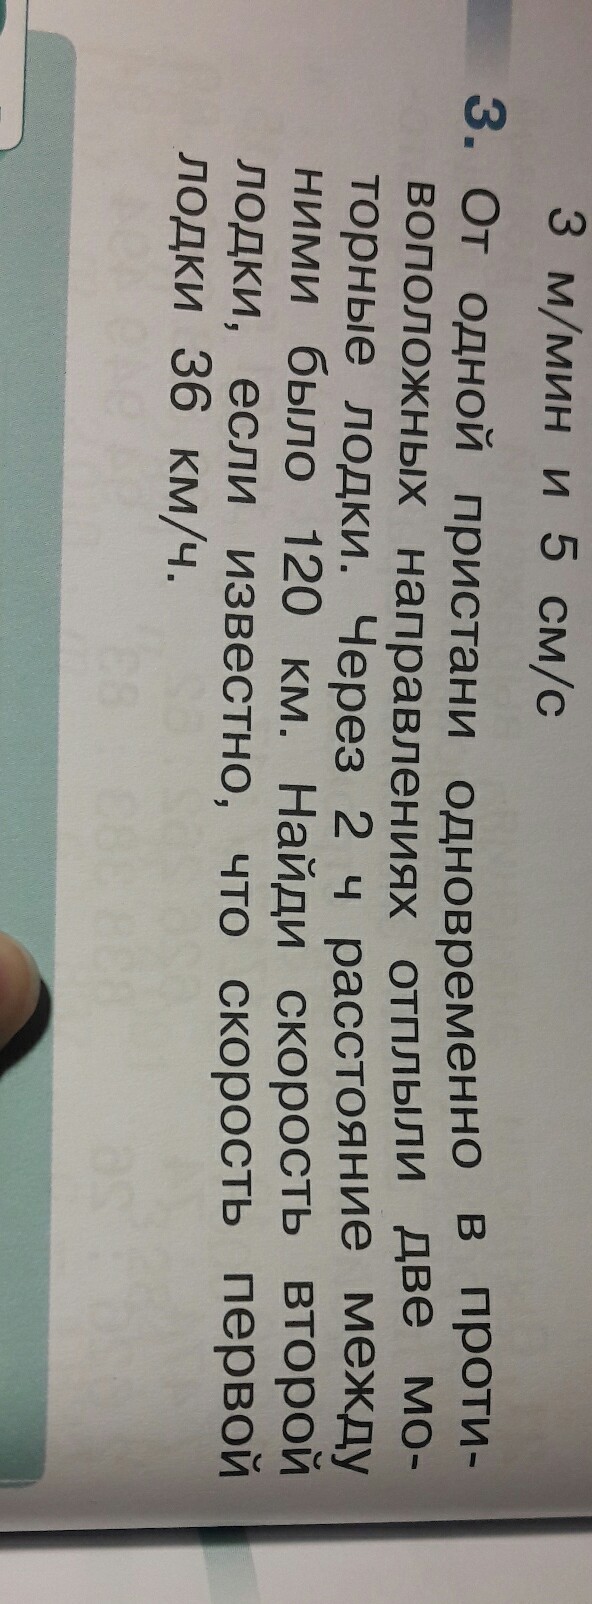 3 м/мин и 5 см/с
3. От одной пристани одновременно в проти-
воположных направлениях отплыли две мо-
торные лодки. Через 2 ч расстояние между
ними было 120 км. Найди скорость второй
лодки, если известно, что скорость первой
лодки 36 км/ч.